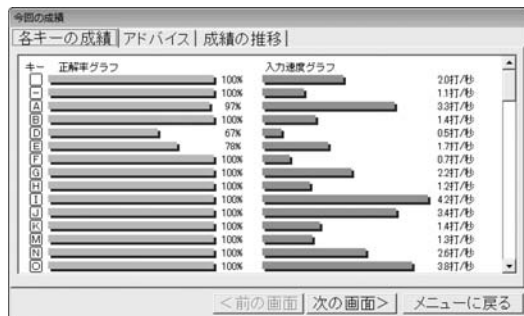 今回の成績
各キーの成績 アドバイス 成績の推移
キー 正解率グラフ 入力速度グラフ
100% 2.0打/秒
- 100% 1.1打/秒
A 97% 3.3打/秒
B 100% 1.4打/秒
D 67% 0.5打/秒
E 78% 1.7打/秒
F 100% 0.7打/秒
G 100% 2.2打/秒
H 100% 1.2打/秒
I 100% 4.2打/秒
J 100% 3.4打/秒
K 100% 1.4打/秒
M 100% 1.3打/秒
N 100% 2.6打/秒
O 100% 3.8打/秒
<前の画面 次の画面> メニューに戻る